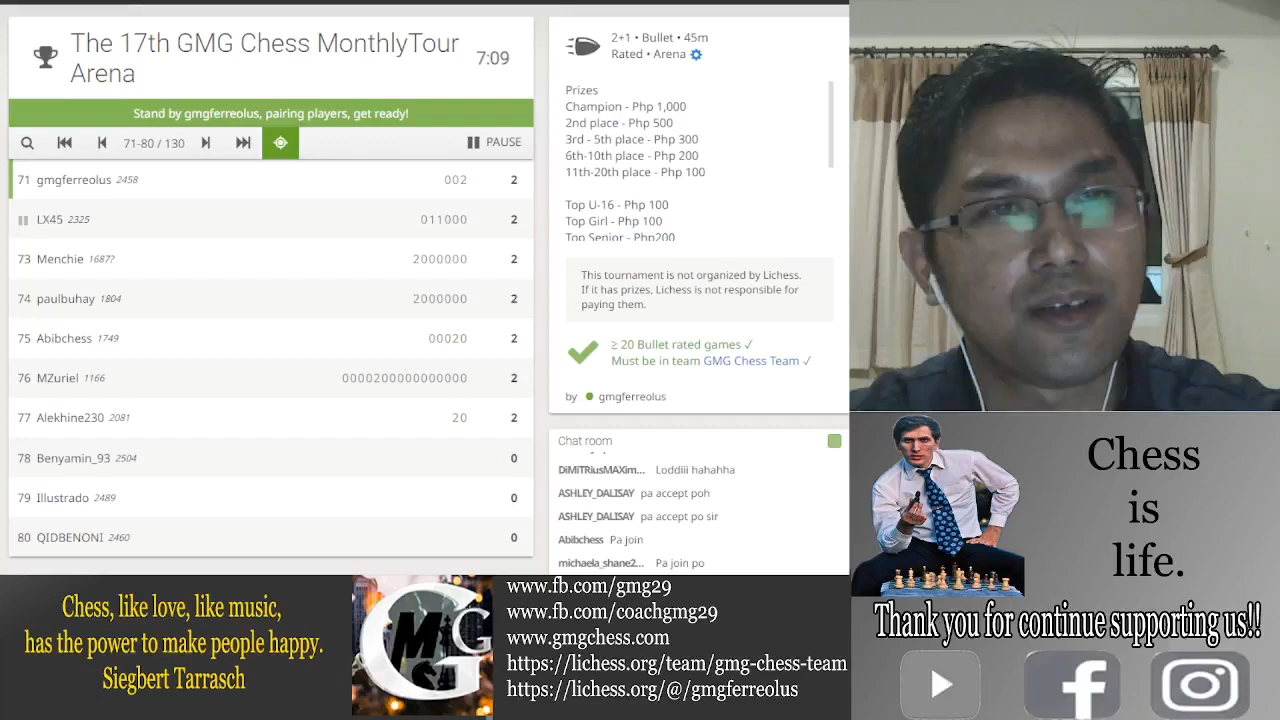 The 17th GMG Chess MonthlyTour
Arena
7:09
Stand by gmgferreolus, pairing players, get ready!
71-80 / 130
PAUSE
71 gmgferreolus 2458 002 2
LX45 2325 011000 2
73 Menchie 1687? 2000000 2
74 paulbuhay 1804 2000000 2
75 Abibchess 1749 00020 2
76 MZuriel 1166 0000200000000000 2
77 Alekhine230 2081 20 2
78 Benyamin_93 2504 0
79 Illustrado 2489 0
80 QIDBENONI 2460 0
2+1 • Bullet • 45m
Rated • Arena
Prizes
Champion - Php 1,000
2nd place - Php 500
3rd - 5th place - Php 300
6th-10th place - Php 200
11th-20th place - Php 100
Top U-16 - Php 100
Top Girl - Php 100
Top Senior - Php200
This tournament is not organized by Lichess.
If it has prizes, Lichess is not responsible for
paying them.
≥ 20 Bullet rated games ✓
Must be in team GMG Chess Team ✓
by gmgferreolus
Chat room
DiMiTRiusMAXim... Loddiii hahahha
ASHLEY_DALISAY pa accept poh
ASHLEY_DALISAY pa accept po sir
Abibchess Pa join
michaela_shane2... Pa join po
Chess
is
life.
Thank you for continue supporting us!!
Chess, like love, like music,
has the power to make people happy.
Siegbert Tarrasch
www.fb.com/gmg29
www.fb.com/coachgmg29
www.gmgchess.com
https://lichess.org/team/gmg-chess-team
https://lichess.org/@/gmgferreolus